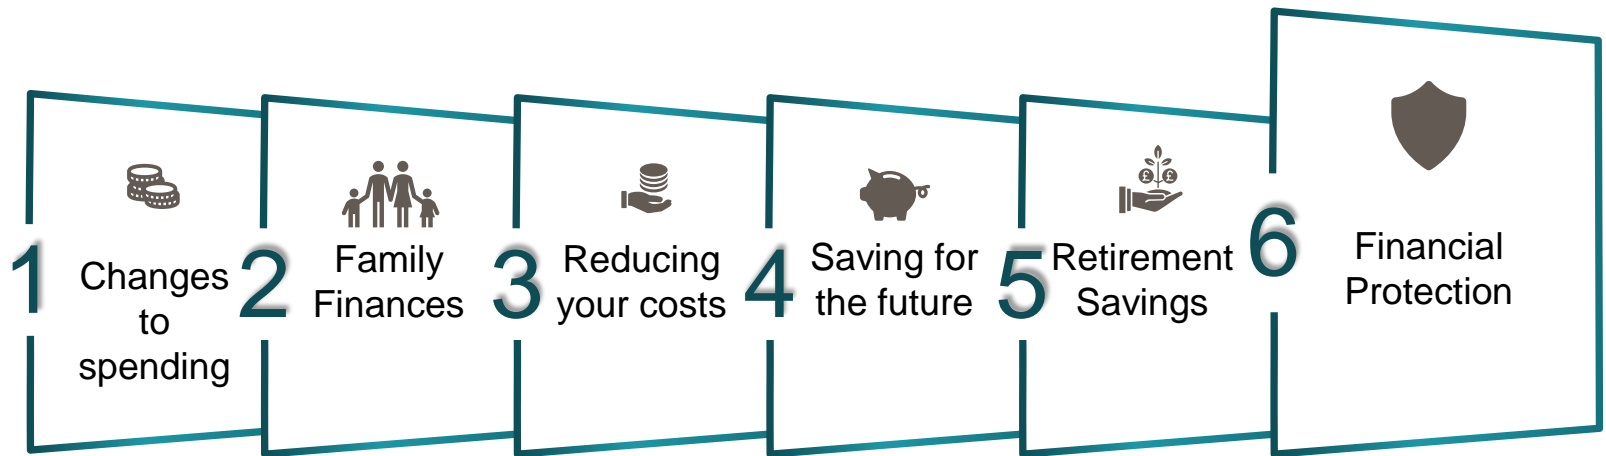 1
Changes
to
spending
2
Family
Finances
3
Reducing
your costs
4
Saving for
the future
5
££
Retirement
Savings
6
Financial
Protection